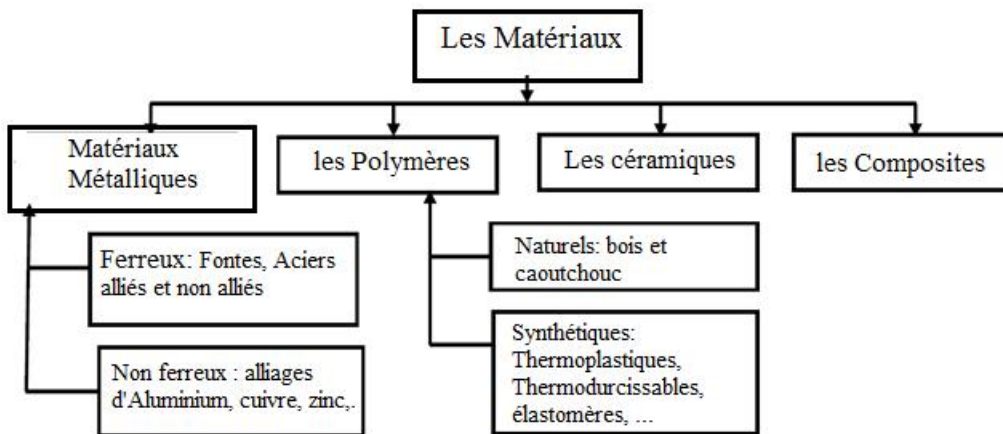 Les Matériaux
Matériaux
Métalliques
les Polymères
Les céramiques
les Composites
Ferreux: Fontes, Aciers
alliés et non alliés
Non ferreux : alliages
d'Aluminium, cuivre, zinc,.
Naturels: bois et
caoutchouc
Synthétiques:
Thermoplastiques,
Thermodurcissables,
élastomères, ...